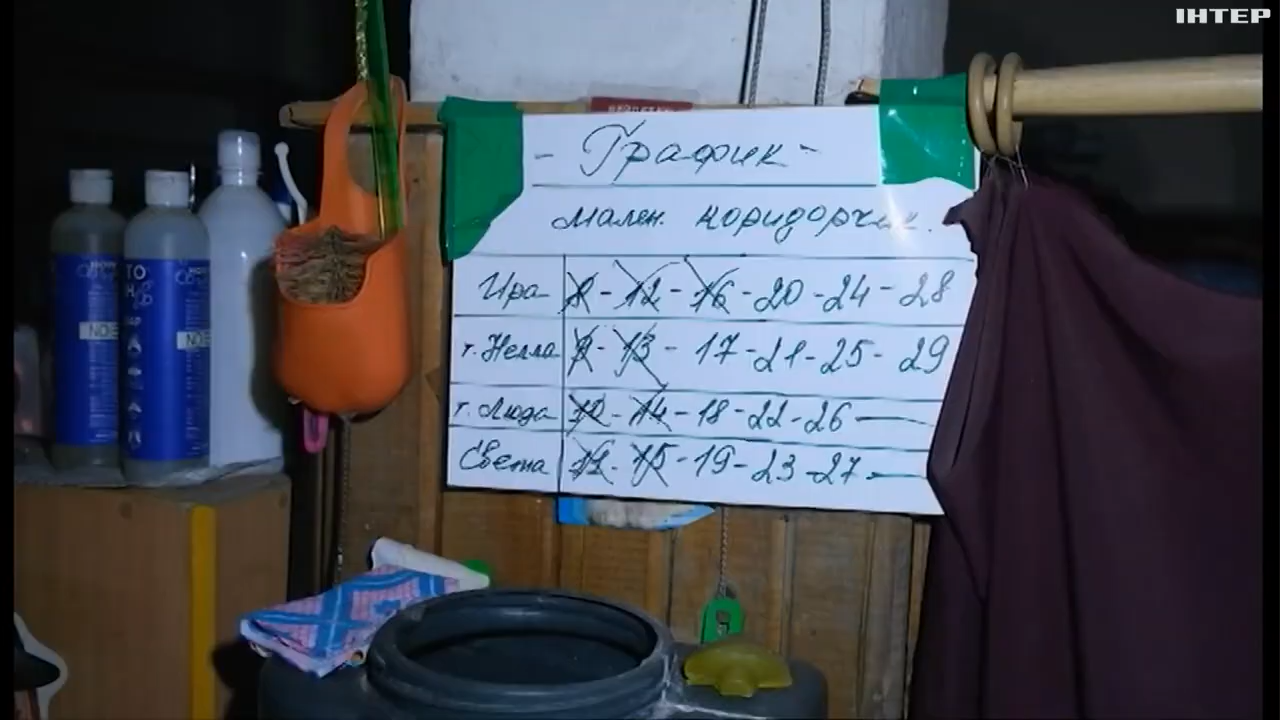 ІНТЕР
- График -
мален. коридорчик.
Ира 8 - 12 - 16 - 20 - 24 - 28
т. Нелла 9 - 13 - 17 - 21 - 25 - 29
т. Люда 10 - 14 - 18 - 22 - 26 —
Света 11 - 15 - 19 - 23 - 27 —